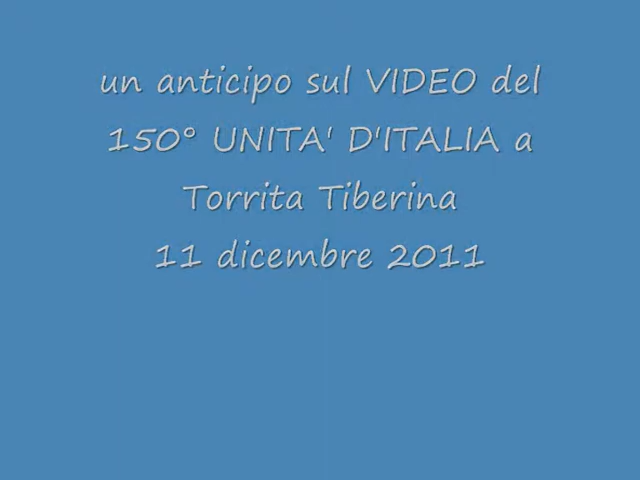 un anticipo sul VIDEO del
150° UNITA' D'ITALIA a
Torrita Tiberina
11 dicembre 2011